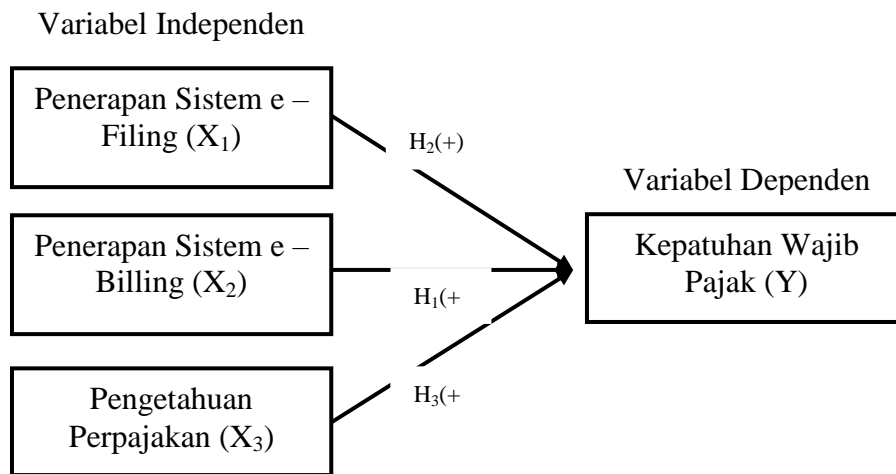 Variabel Independen
Penerapan Sistem e –
Filing (X₁)
H₂(+)
Variabel Dependen
Penerapan Sistem e –
Billing (X₂)
Kepatuhan Wajib
Pajak (Y)
H₁(+
Pengetahuan
Perpajakan (X₃)
H₃(+